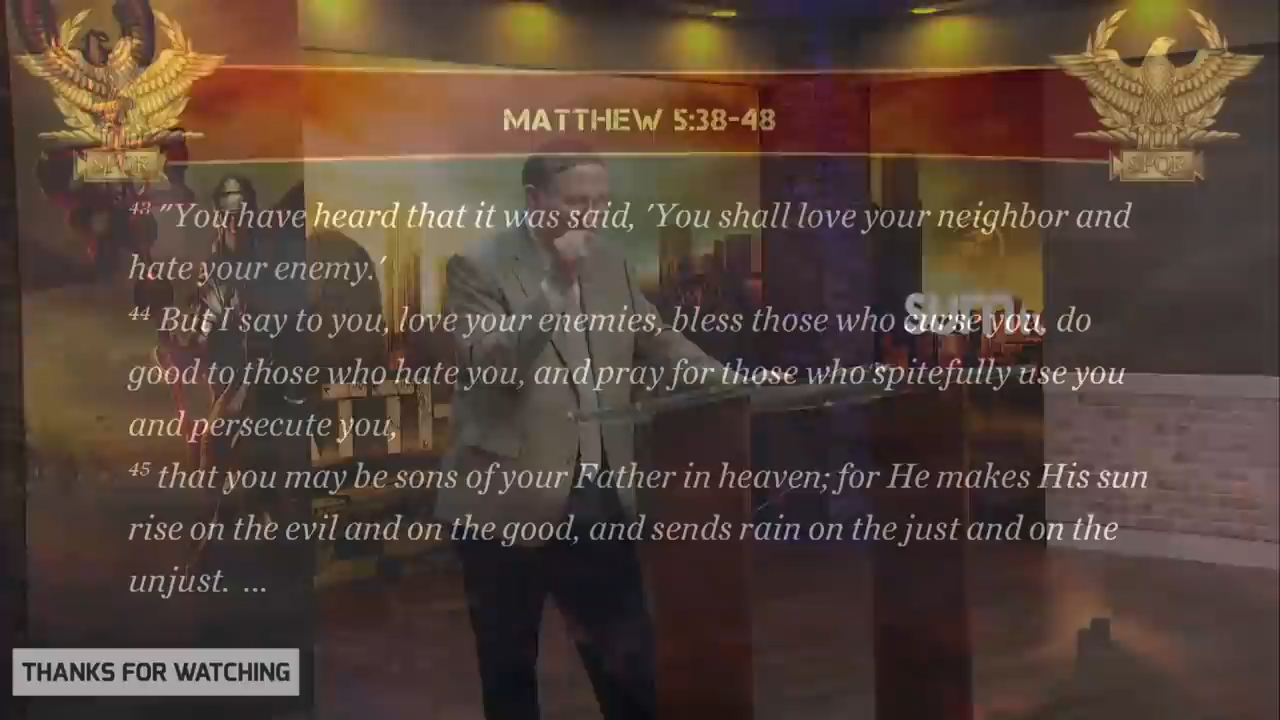 MATTHEW 5:38-48
SPQR
SPQR
43 "You have heard that it was said, 'You shall love your neighbor and
hate your enemy.'
44 But I say to you, love your enemies, bless those who curse you, do
good to those who hate you, and pray for those who spitefully use you
and persecute you,
45 that you may be sons of your Father in heaven; for He makes His sun
rise on the evil and on the good, and sends rain on the just and on the
unjust. ...
THANKS FOR WATCHING